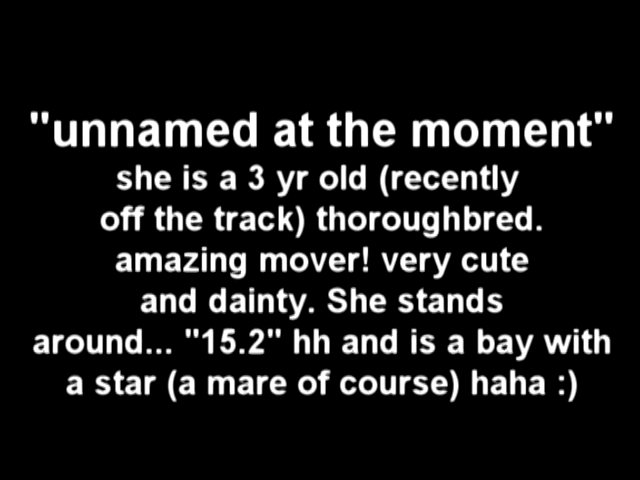 "unnamed at the moment"
she is a 3 yr old (recently
off the track) thoroughbred.
amazing mover! very cute
and dainty. She stands
around... "15.2" hh and is a bay with
a star (a mare of course) haha :)